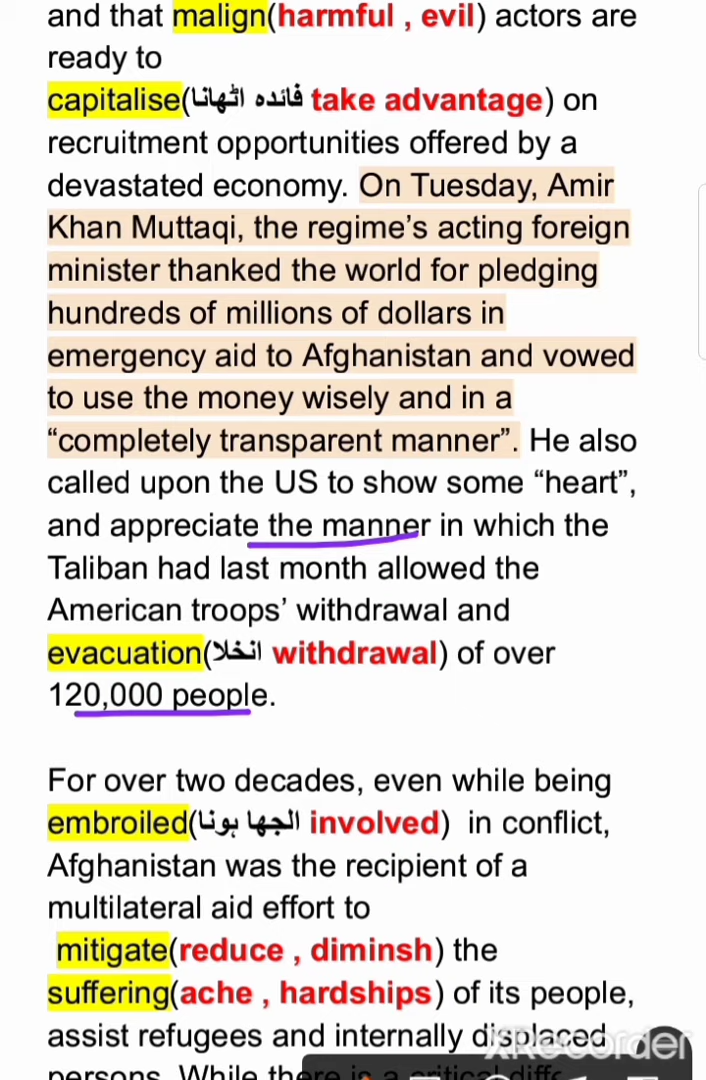 and that malign(harmful , evil) actors are
ready to
capitalise(فائدہ اٹھانا take advantage) on
recruitment opportunities offered by a
devastated economy. On Tuesday, Amir
Khan Muttaqi, the regime’s acting foreign
minister thanked the world for pledging
hundreds of millions of dollars in
emergency aid to Afghanistan and vowed
to use the money wisely and in a
“completely transparent manner”. He also
called upon the US to show some “heart”,
and appreciate the manner in which the
Taliban had last month allowed the
American troops’ withdrawal and
evacuation(انخلا withdrawal) of over
120,000 people.
For over two decades, even while being
embroiled(الجها ہونا involved) in conflict,
Afghanistan was the recipient of a
multilateral aid effort to
mitigate(reduce , diminsh) the
suffering(ache , hardships) of its people,
assist refugees and internally displaced
XRecorder
persons. While there is a critical